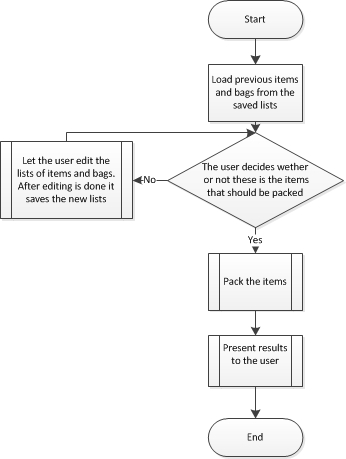 Start
Load previous items
and bags from the
saved lists
Let the user edit the
lists of items and bags.
After editing is done it
saves the new lists
No
The user decides wether
or not these is the items
that should be packed
Yes
Pack the items
Present results
to the user
End